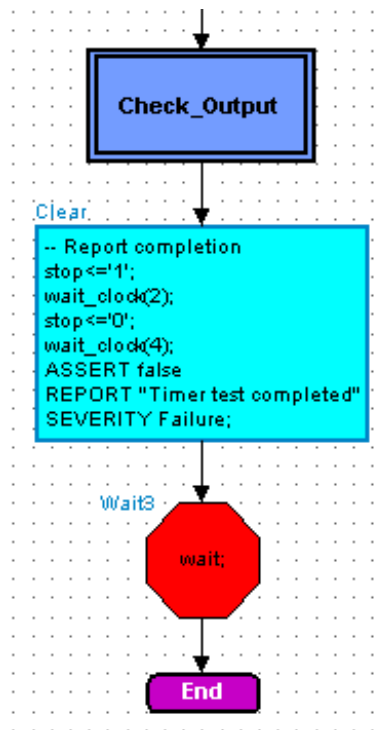 Check_Output
Clear
-- Report completion
stop<='1';
wait_clock(2);
stop<='0';
wait_clock(4);
ASSERT false
REPORT "Timer test completed"
SEVERITY Failure;
Wait3
wait;
End